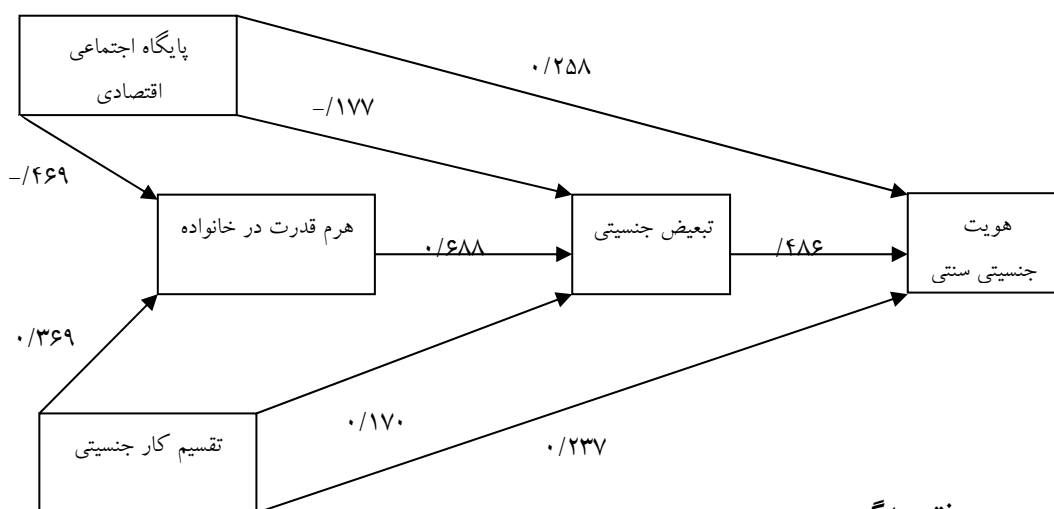 پایگاه اجتماعی
اقتصادی
۰/۲۵۸
-/۱۷۷
-/۴۶۹
هرم قدرت در خانواده
۰/۶۸۸
تبعیض جنسیتی
/۴۸۶
هویت
جنسیتی سنتی
۰/۳۶۹
تقسیم کار جنسیتی
۰/۱۷۰
۰/۲۳۷